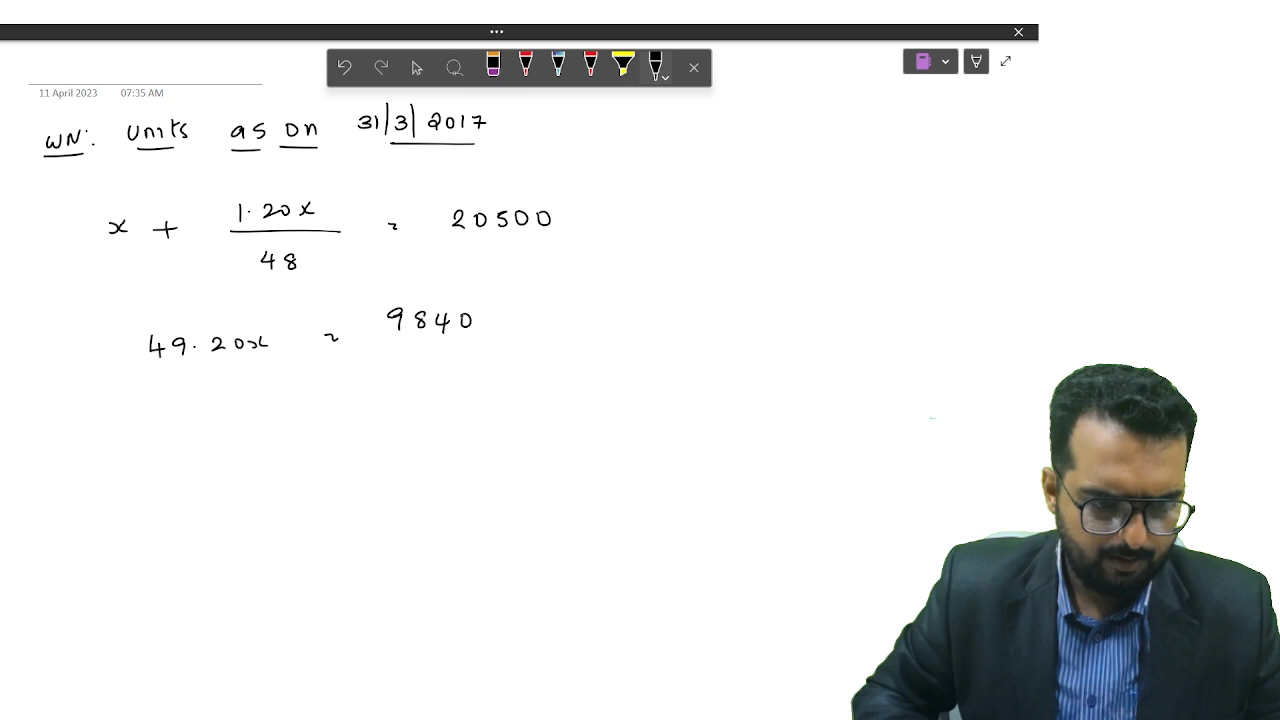 11 April 2023 07:35 AM
WN: Units as on 31/3/2017
x + 1.20x = 20500
48
49.20x = 9840